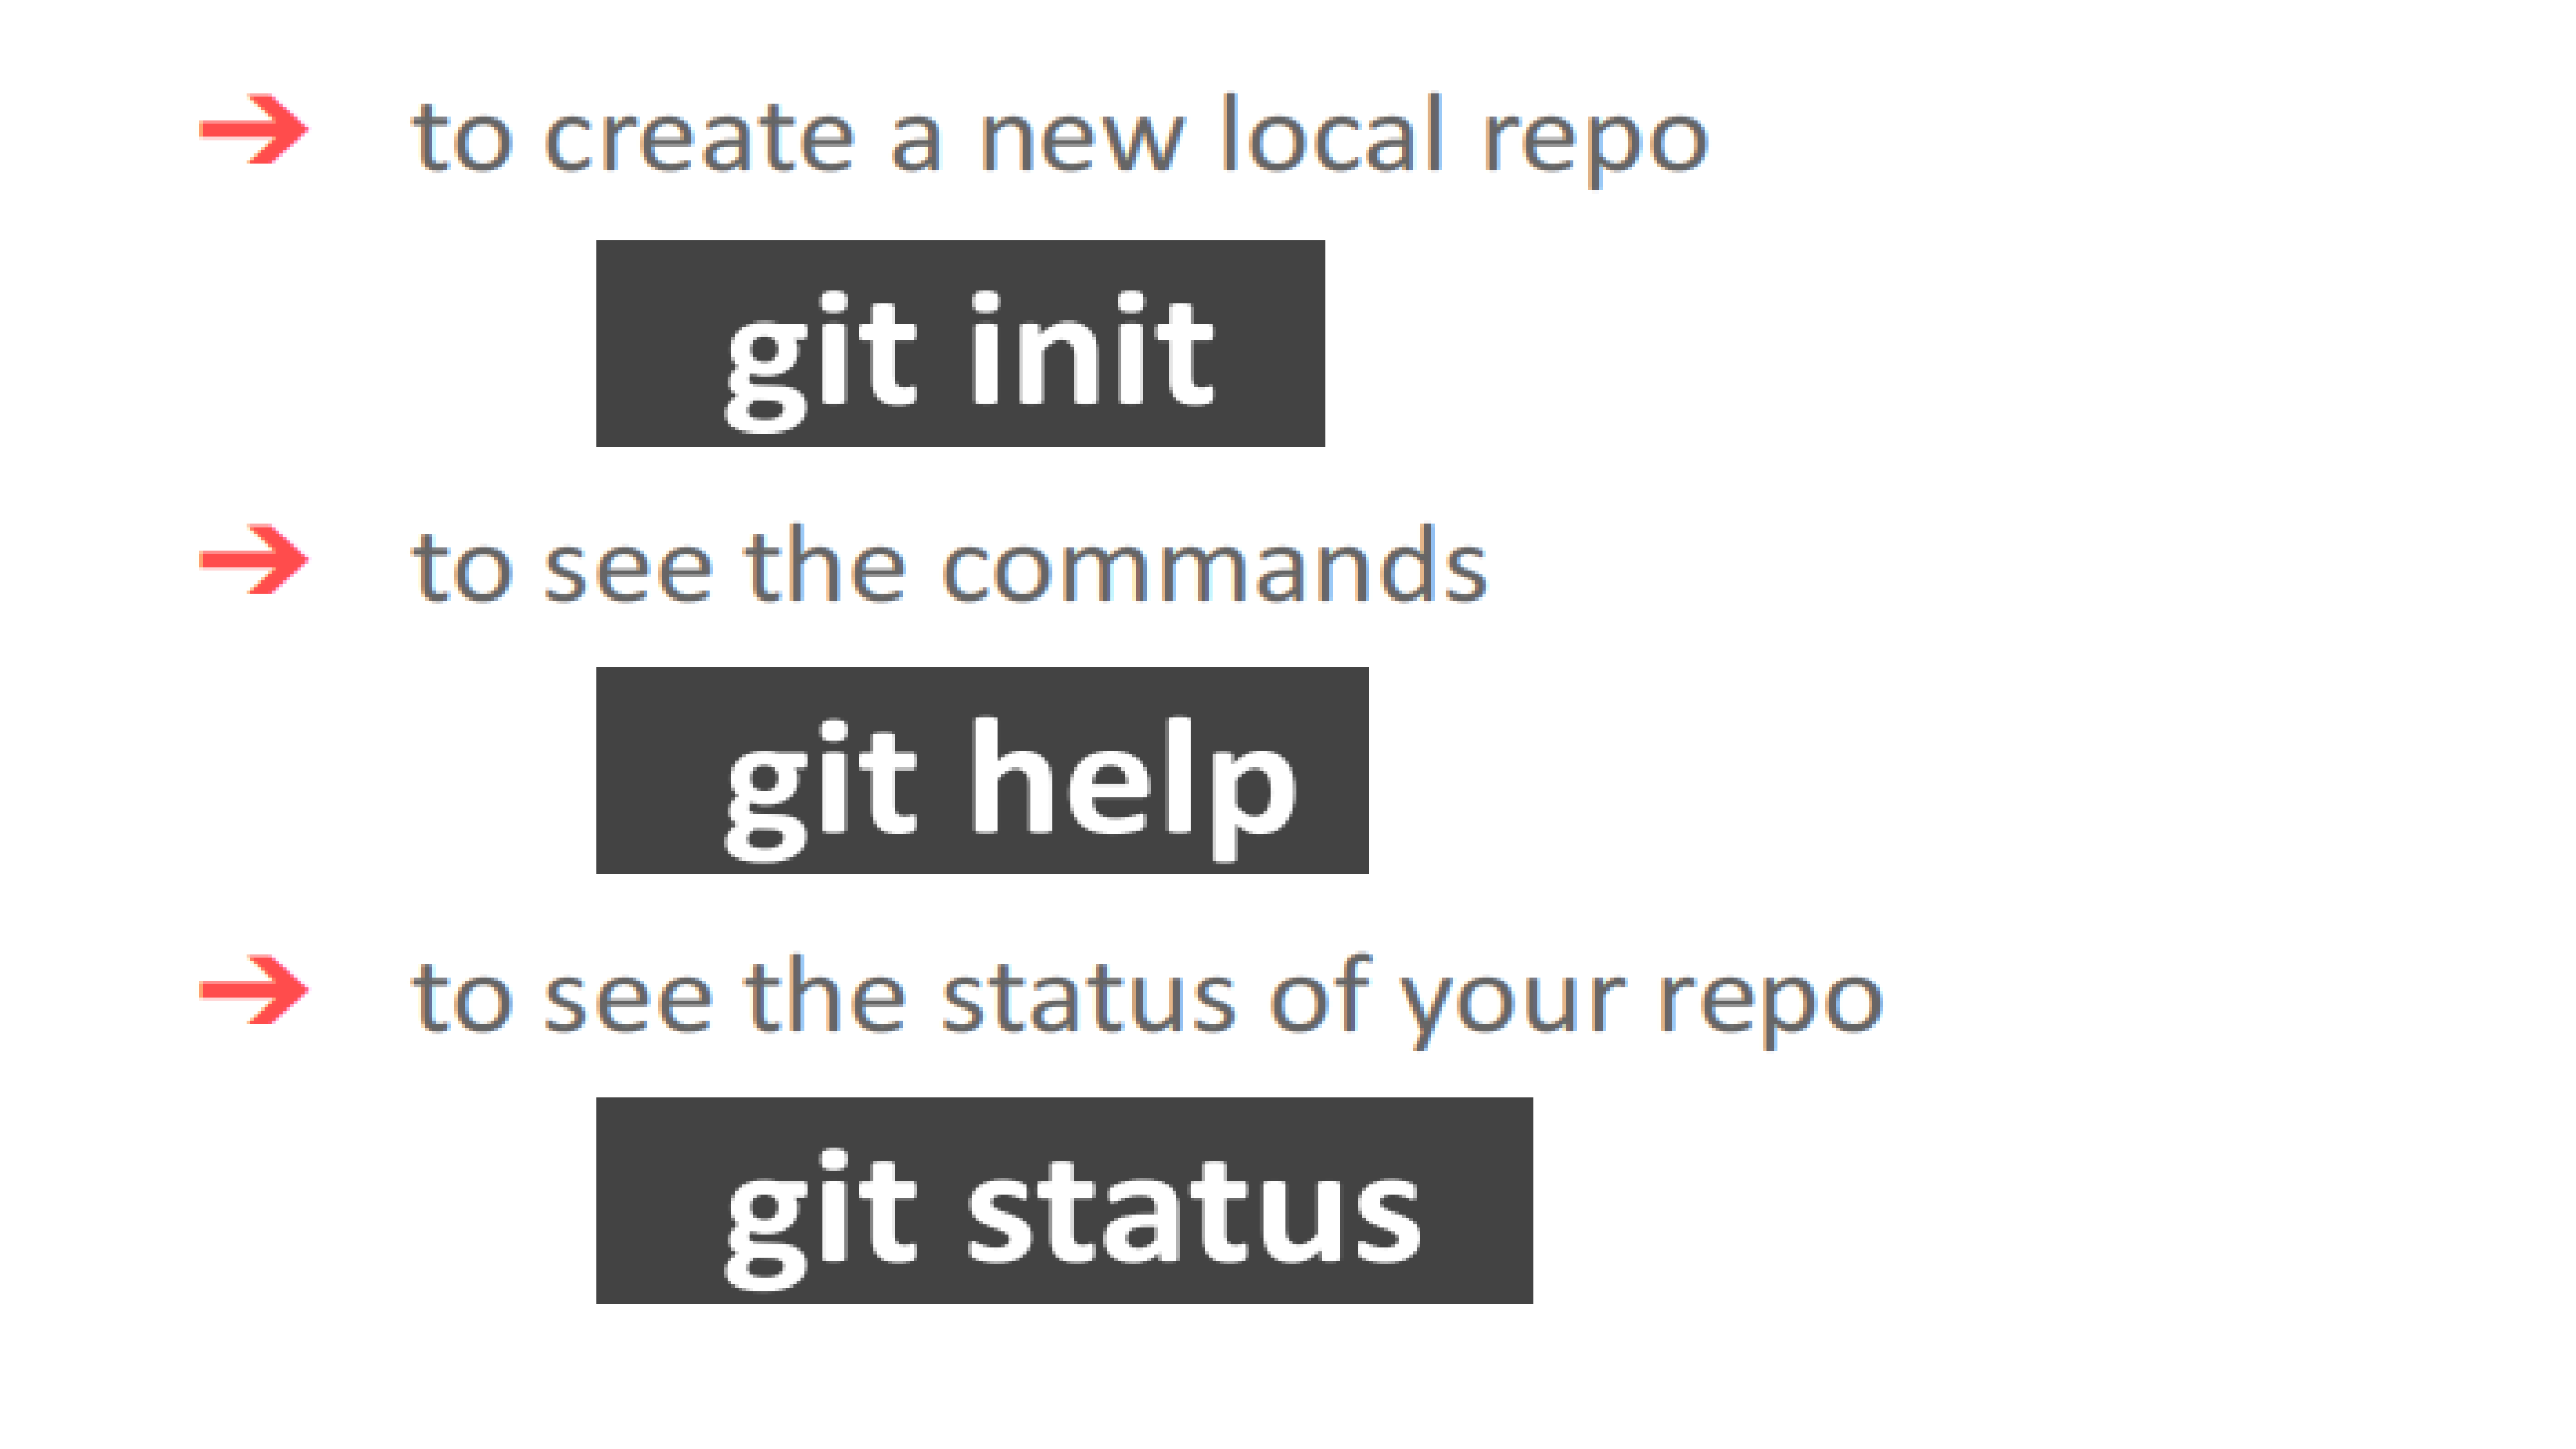 ➔ to create a new local repo
git init
➔ to see the commands
git help
➔ to see the status of your repo
git status